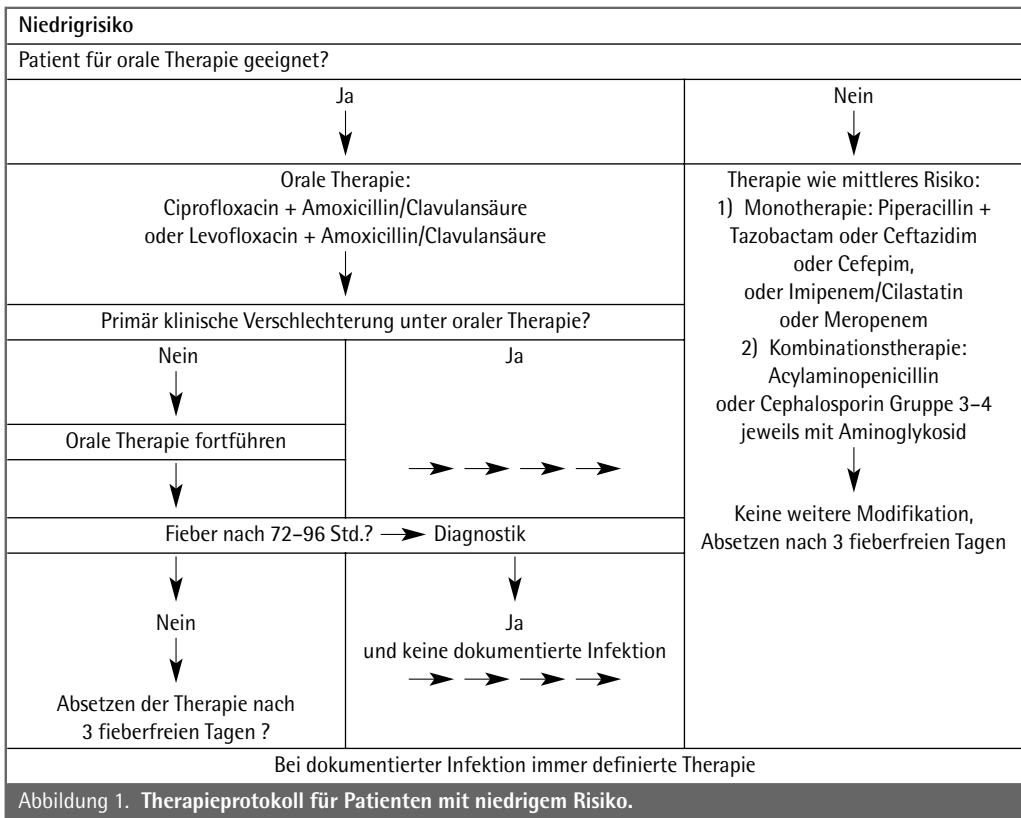 Niedrigrisiko
Patient für orale Therapie geeignet?
Ja
Orale Therapie:
Ciprofloxacin + Amoxicillin/Clavulansäure
oder Levofloxacin + Amoxicillin/Clavulansäure
Primär klinische Verschlechterung unter oraler Therapie?
Nein
Orale Therapie fortführen
Ja
Fieber nach 72–96 Std.? Diagnostik
Nein
Absetzen der Therapie nach
3 fieberfreien Tagen ?
Ja
und keine dokumentierte Infektion
Nein
Therapie wie mittleres Risiko:
1) Monotherapie: Piperacillin +
Tazobactam oder Ceftazidim
oder Cefepim,
oder Imipenem/Cilastatin
oder Meropenem
2) Kombinationstherapie:
Acylaminopenicillin
oder Cephalosporin Gruppe 3–4
jeweils mit Aminoglykosid
Keine weitere Modifikation,
Absetzen nach 3 fieberfreien Tagen
Bei dokumentierter Infektion immer definierte Therapie
Abbildung 1. Therapieprotokoll für Patienten mit niedrigem Risiko.